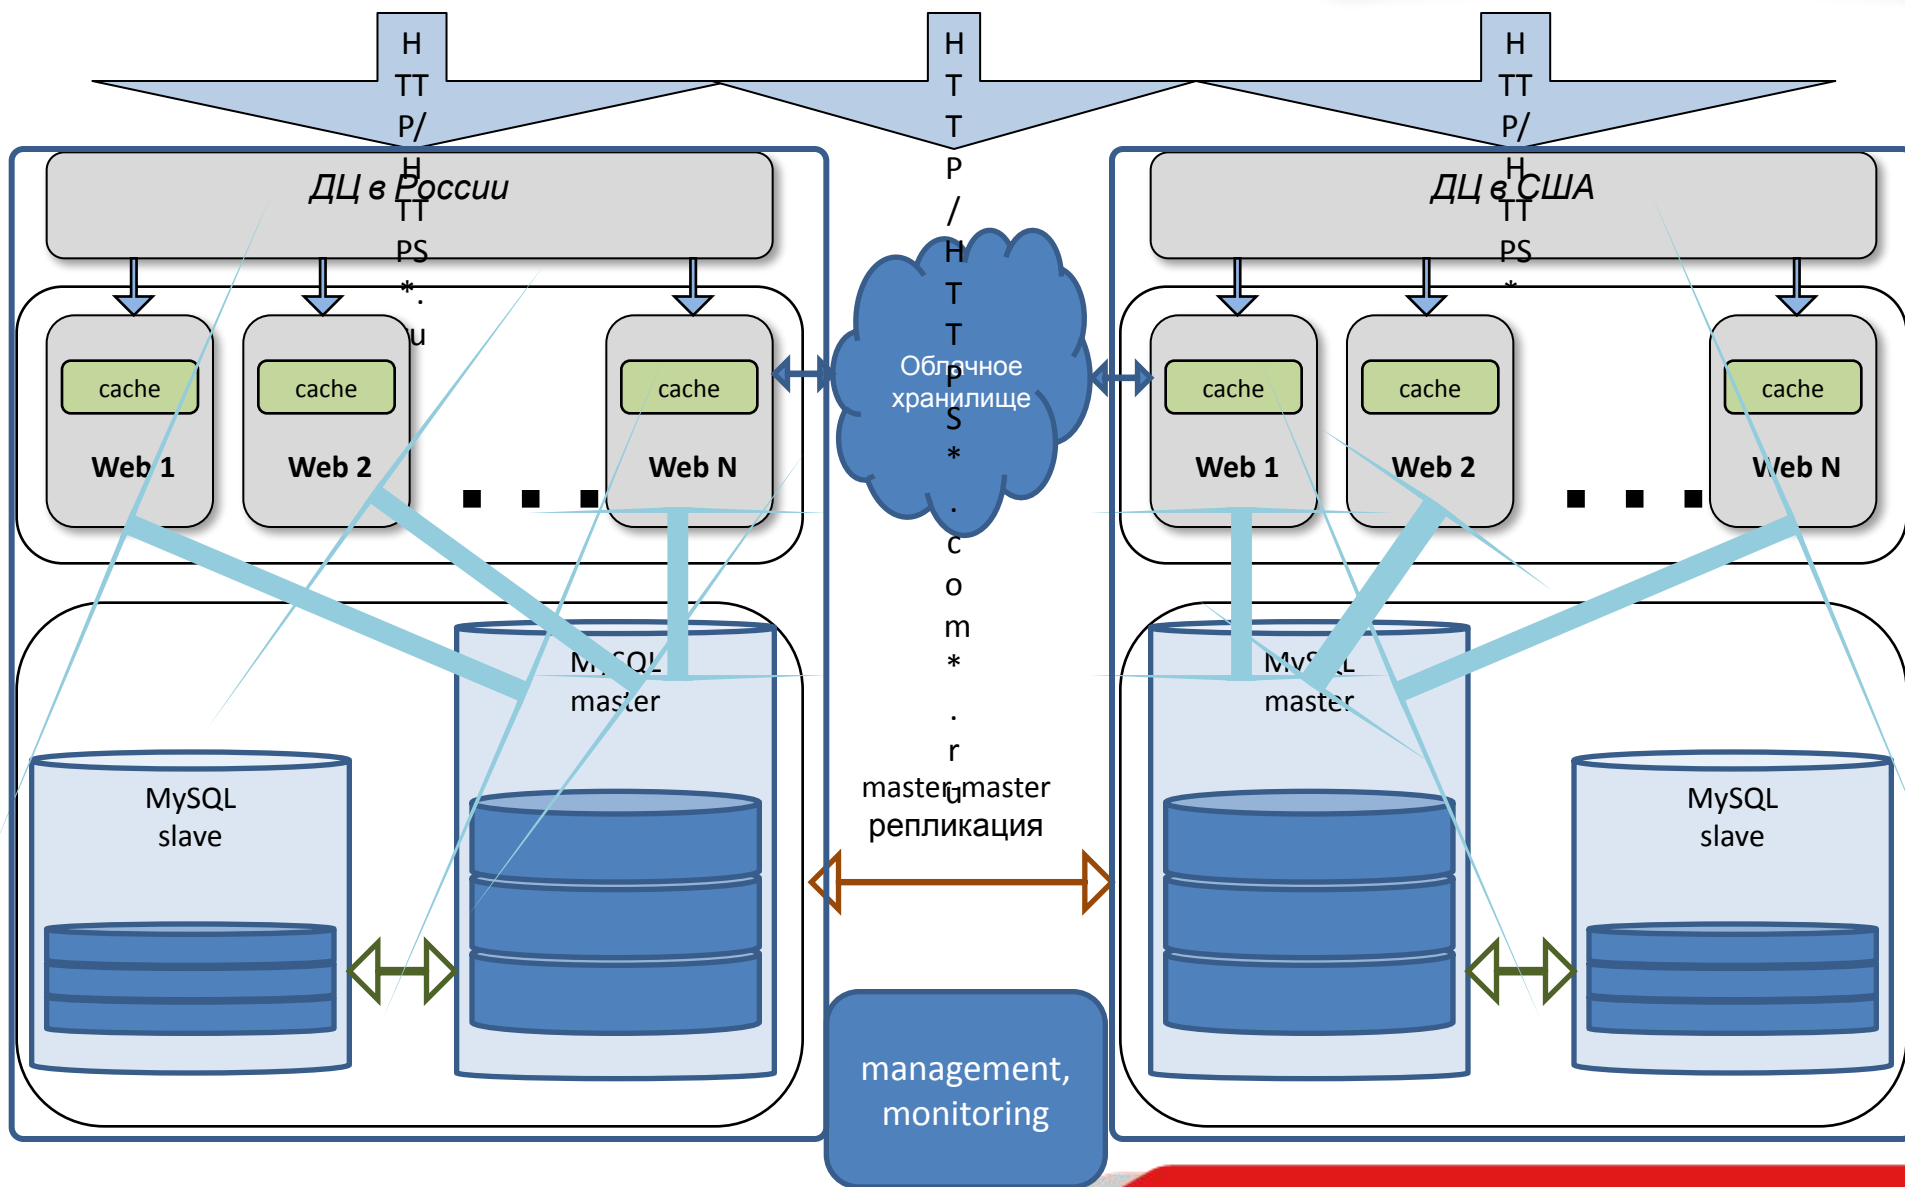 H
TT
P/
H
TT
PS
*.
ru
H
T
T
P
/
H
T
T
P
S
*
.
c
o
m
*
.
r
u
H
TT
P/
H
TT
PS
*
ДЦ в России
ДЦ в США
cache
Web 1
cache
Web 2
cache
Web N
Облачное
хранилище
cache
Web 1
cache
Web 2
cache
Web N
MySQL
master
MySQL
slave
master-master
репликация
MySQL
master
MySQL
slave
management,
monitoring